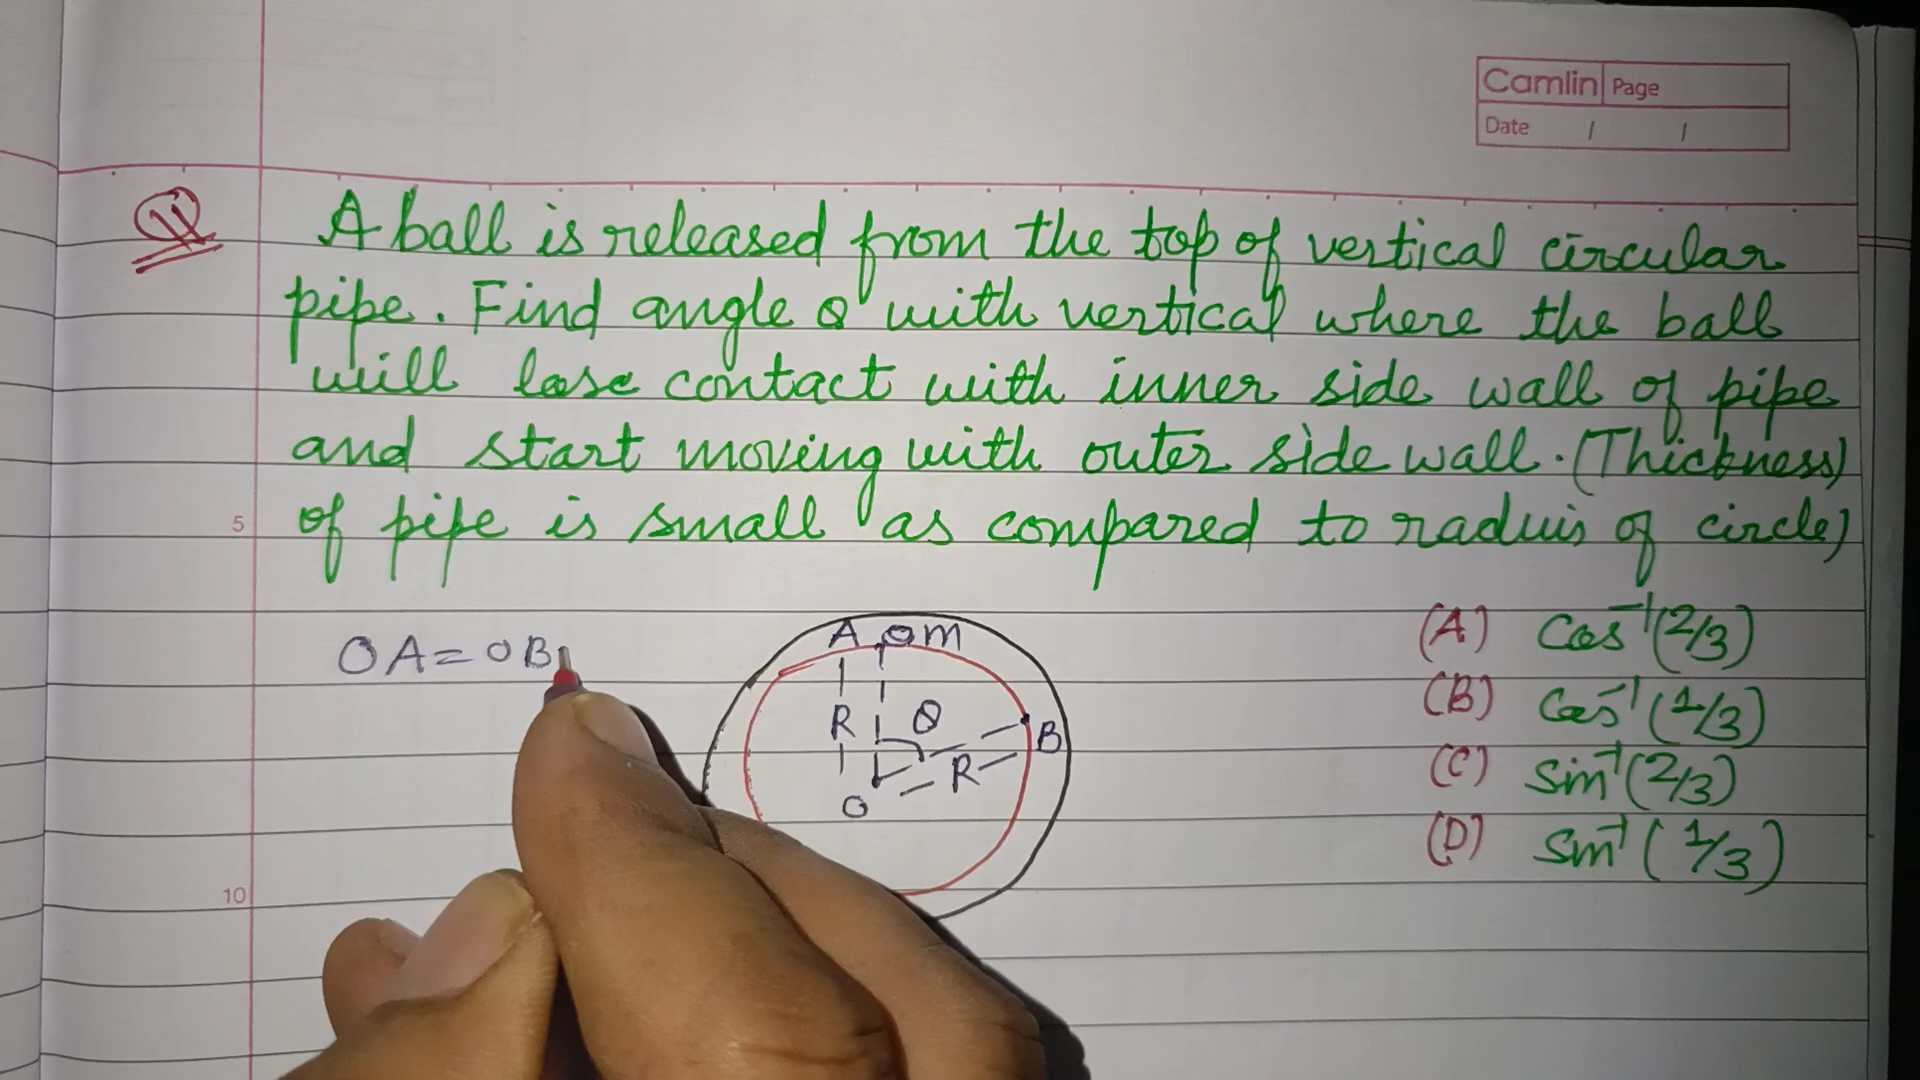 Camlin Page
Date / /
Q A ball is released from the top of vertical circular
pipe. Find angle θ with vertical where the ball
will lose contact with inner side wall of pipe
and start moving with outer side wall. (Thickness)
5 of pipe is small as compared to raduis of circle)
OA = OB
A m
R θ
B
R
O
(A) Cos⁻¹(2/3)
(B) Cos⁻¹(1/3)
(C) Sin⁻¹(2/3)
(D) Sin⁻¹(1/3)
10